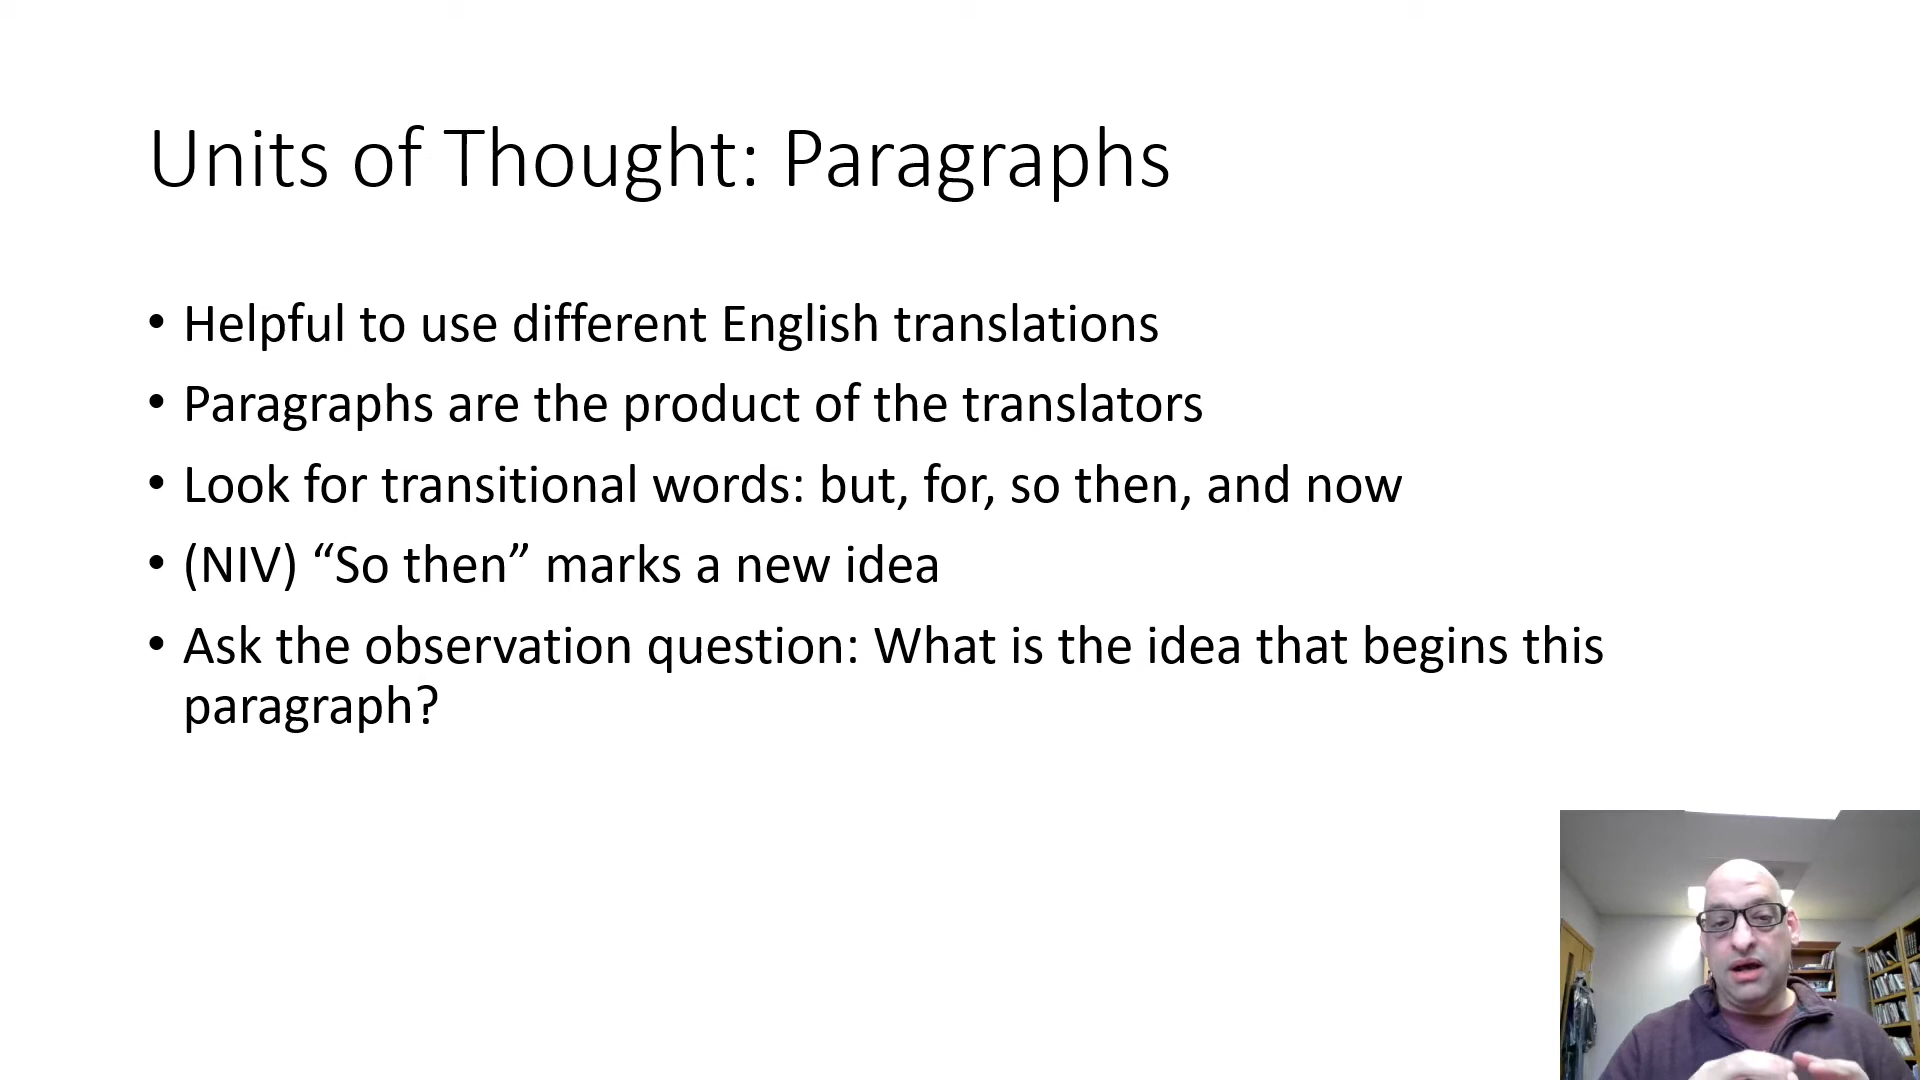 Units of Thought: Paragraphs
• Helpful to use different English translations
• Paragraphs are the product of the translators
• Look for transitional words: but, for, so then, and now
• (NIV) “So then” marks a new idea
• Ask the observation question: What is the idea that begins this
paragraph?